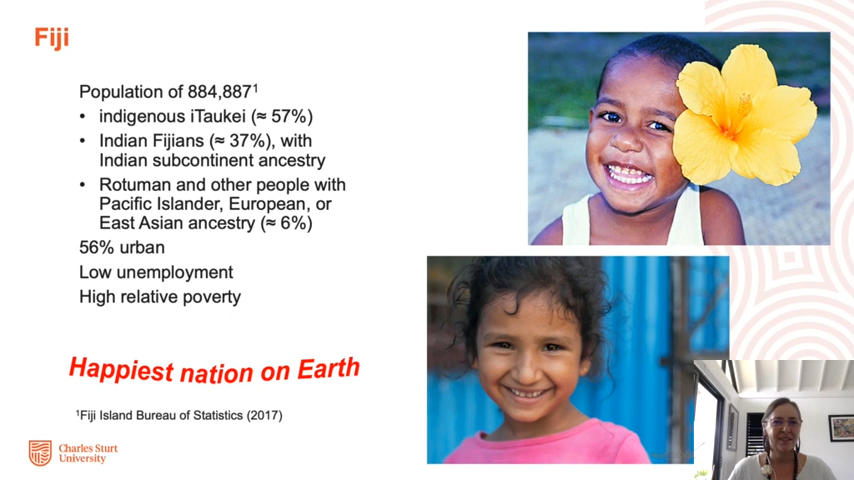 Fiji
Population of 884,887¹
• indigenous iTaukei (≈ 57%)
• Indian Fijians (≈ 37%), with
Indian subcontinent ancestry
• Rotuman and other people with
Pacific Islander, European, or
East Asian ancestry (≈ 6%)
56% urban
Low unemployment
High relative poverty
Happiest nation on Earth
¹Fiji Island Bureau of Statistics (2017)
Charles Sturt
University